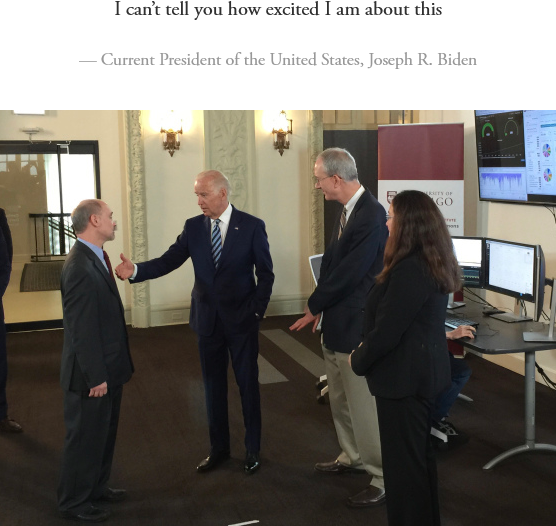 I can't tell you how excited I am about this
— Current President of the United States, Joseph R. Biden